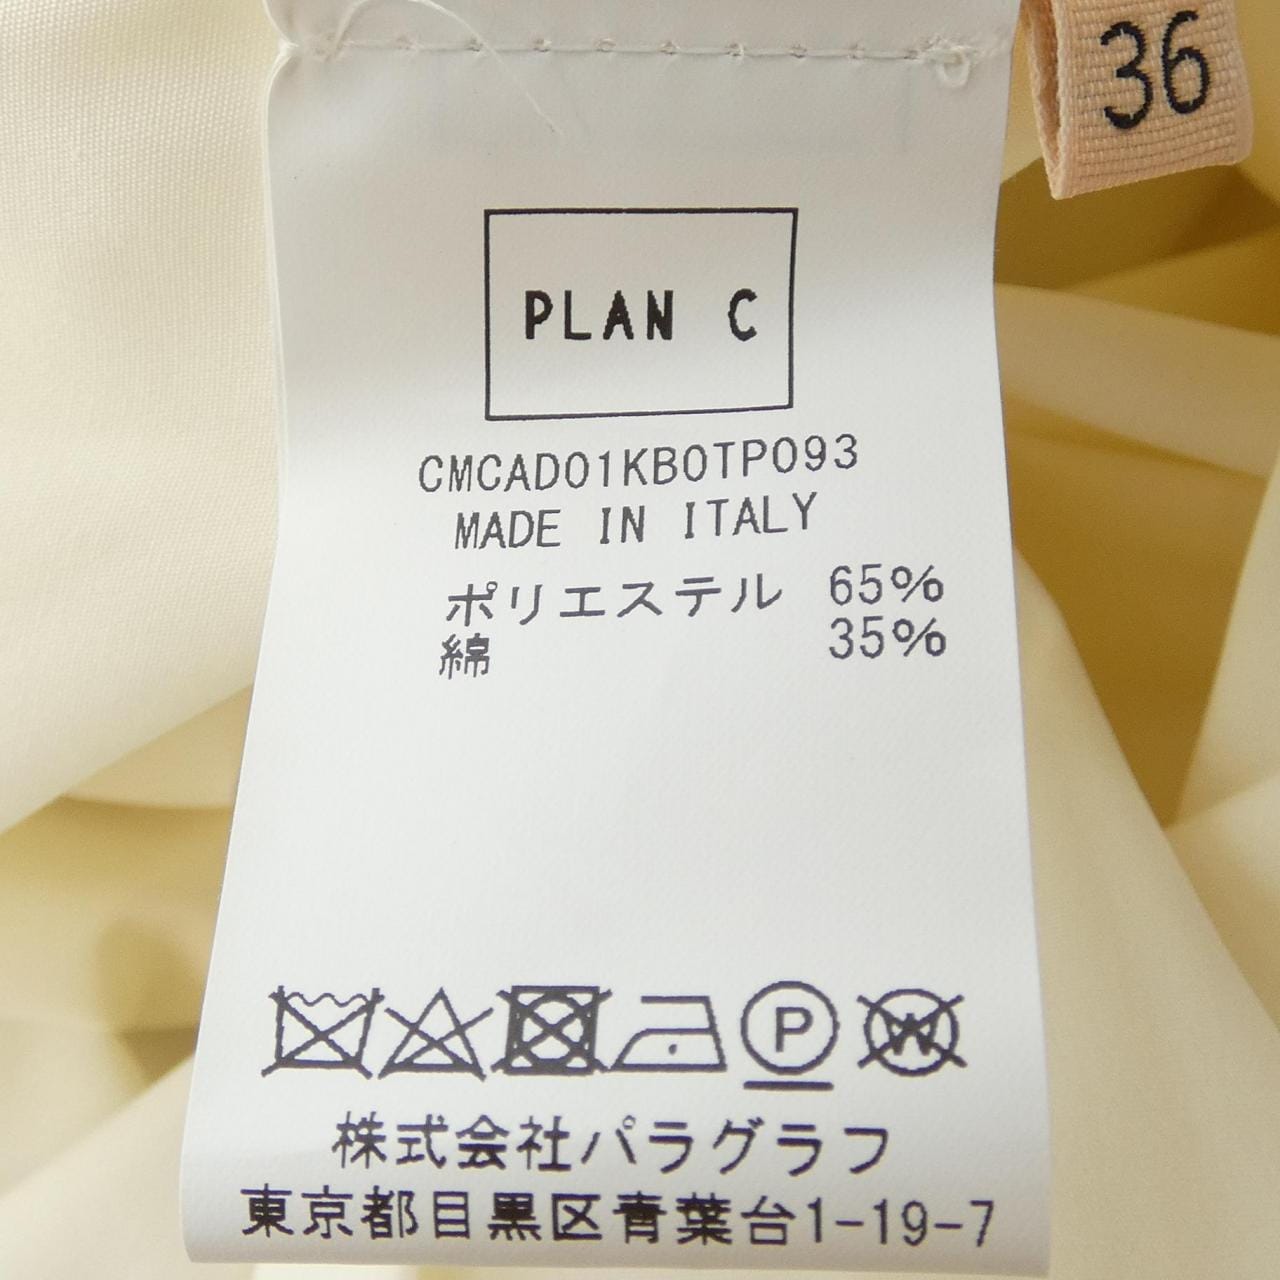 36
PLAN C
CMCAD01KB0TP093
MADE IN ITALY
ポリエステル 65%
綿 35%
P W
株式会社パラグラフ
東京都目黒区青葉台1-19-7